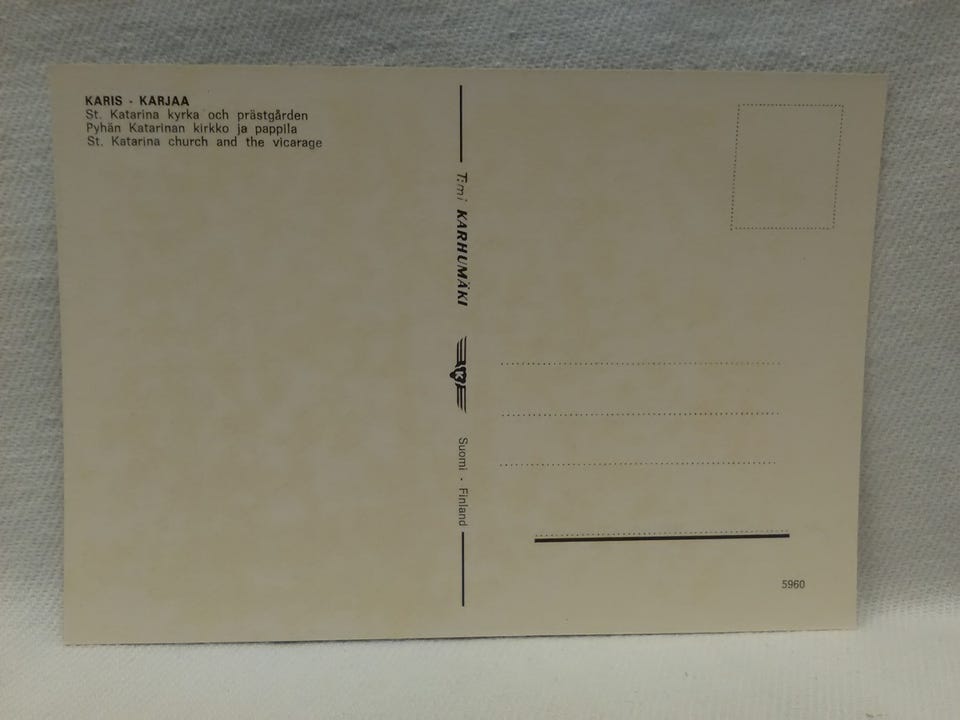 KARIS - KARJAA
St. Katarina kyrka och prästgården
Pyhän Katarinan kirkko ja pappila
St. Katarina church and the vicarage
T:mi KARHUMÄKI
K
Suomi - Finland
5960